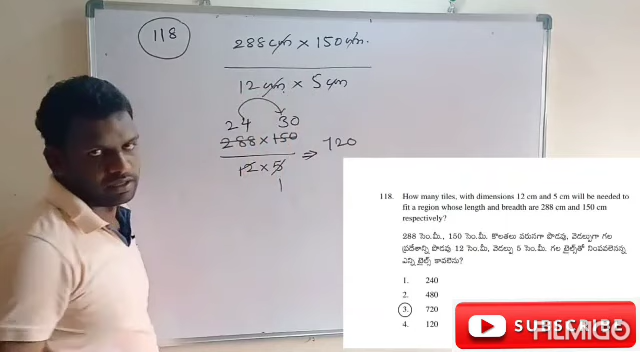 118
288 cm × 150 cm.
12 cm × 5 cm
24 30
288 × 150
12 × 5
1
⇒ 720
118. How many tiles, with dimensions 12 cm and 5 cm will be needed to
fit a region whose length and breadth are 288 cm and 150 cm
respectively?
288 సెం.మీ., 150 సెం.మీ. కొలతలు వరుసగా పొడవు, వెడల్పుగా గల
ప్రదేశాన్ని పొడవు 12 సెం.మీ, వెడల్పు 5 సెం.మీ. గల టైల్స్‌తో నింపవలెనన్న
ఎన్ని టైల్స్ కావలెను?
1. 240
2. 480
3. 720
4. 120
SUBSCRIBE
FILMIGO